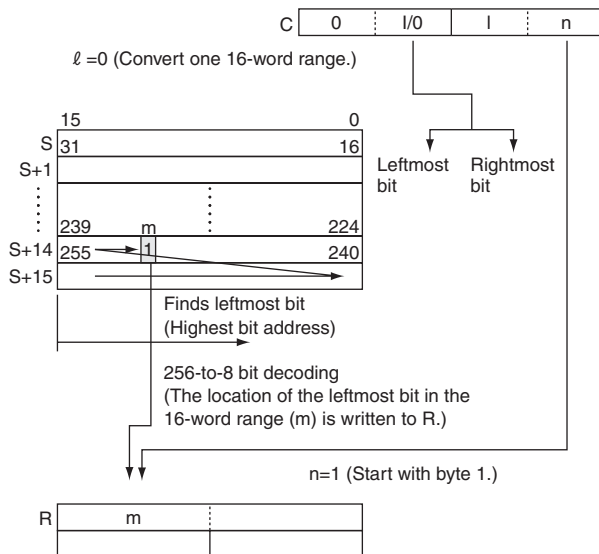 C 0 l/0 l n
ℓ =0 (Convert one 16-word range.)
15 0
S 31 16
S+1
Leftmost bit
Rightmost bit
239 m 224
S+14 255 1 240
S+15
Finds leftmost bit
(Highest bit address)
256-to-8 bit decoding
(The location of the leftmost bit in the
16-word range (m) is written to R.)
n=1 (Start with byte 1.)
R m